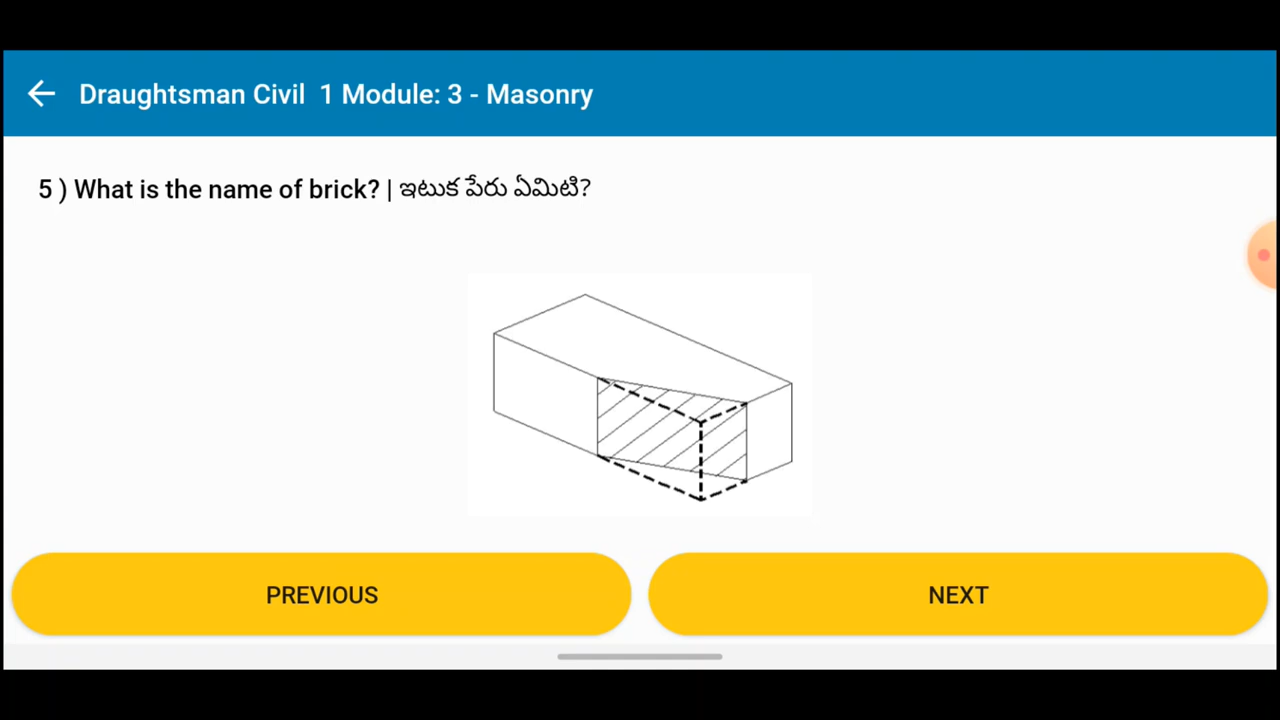 Draughtsman Civil  1 Module: 3 - Masonry
5 ) What is the name of brick? | ఇటుక పేరు ఏమిటి?
PREVIOUS
NEXT